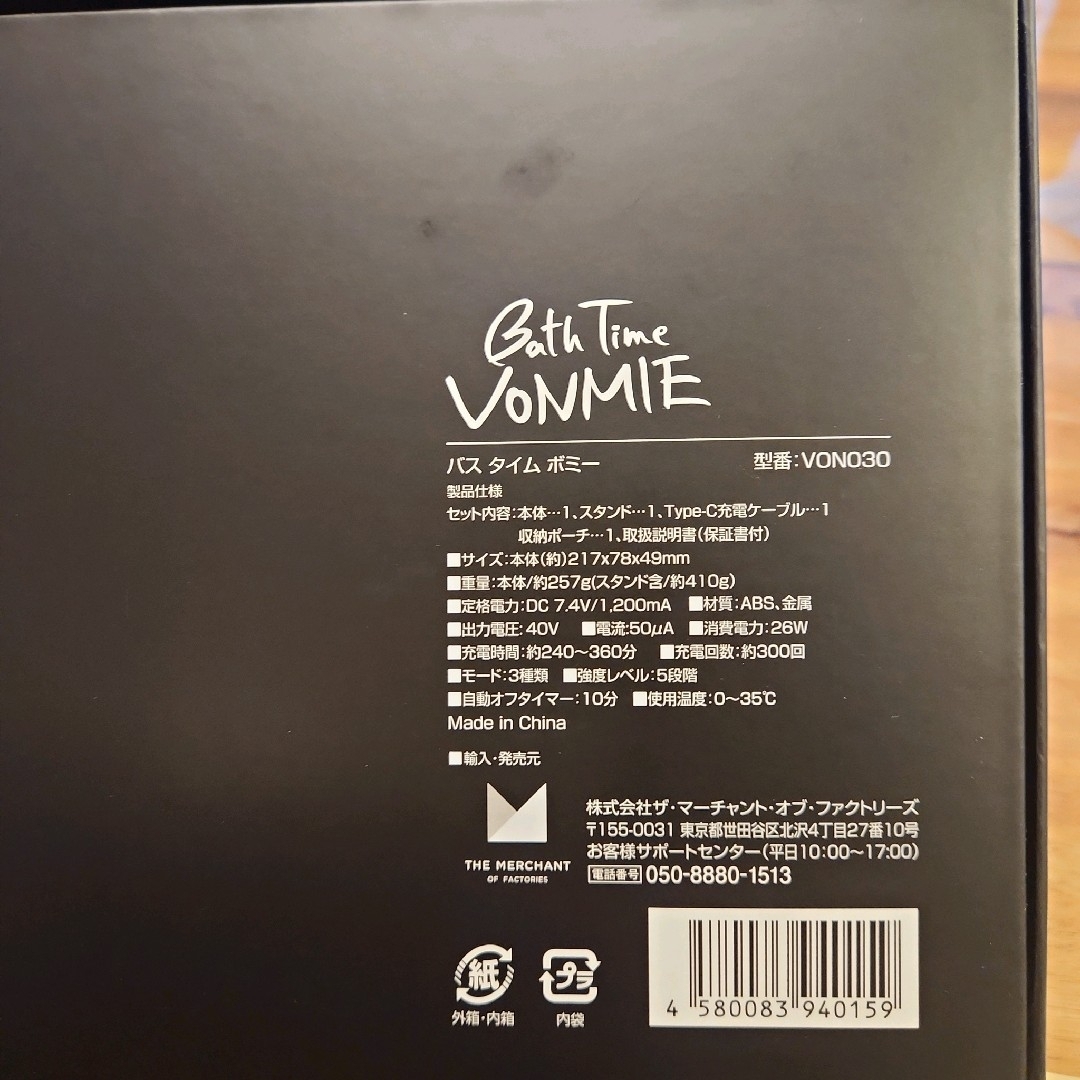 Bath Time
VONMIE
バス タイム ボミー 型番:VON030
製品仕様
セット内容:本体…1、スタンド…1、Type-C充電ケーブル…1
収納ポーチ…1、取扱説明書(保証書付)
■サイズ:本体(約)217x78x49mm
■重量:本体/約257g(スタンド含/約410g)
■定格電力:DC 7.4V/1,200mA ■材質:ABS、金属
■出力電圧:40V ■電流:50μA ■消費電力:26W
■充電時間:約240～360分 ■充電回数:約300回
■モード:3種類 ■強度レベル:5段階
■自動オフタイマー:10分 ■使用温度:0～35℃
Made in China
■輸入・発売元
THE MERCHANT
OF FACTORIES
株式会社ザ・マーチャント・オブ・ファクトリーズ
〒155-0031 東京都世田谷区北沢4丁目27番10号
お客様サポートセンター(平日10:00～17:00)
電話番号 050-8880-1513
紙
外箱・内箱
プラ
内袋
4 580083 940159